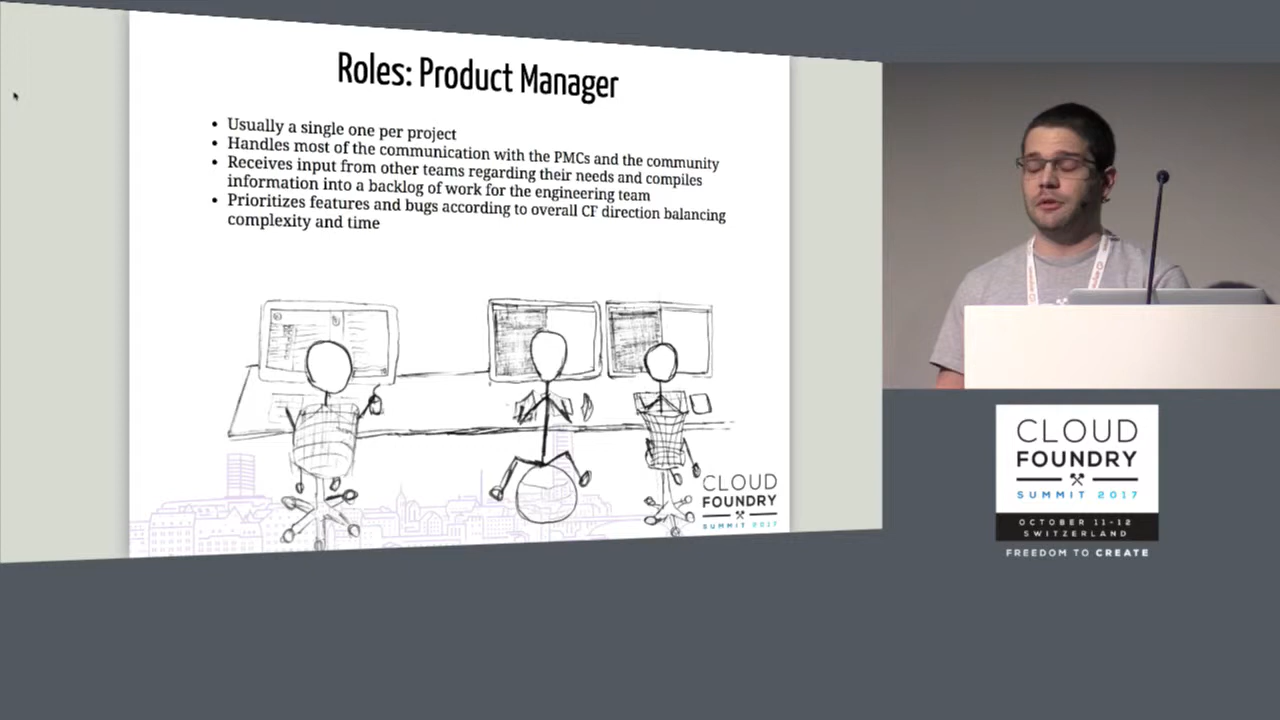 Roles: Product Manager
• Usually a single one per project
• Handles most of the communication with the PMCs and the community
• Receives input from other teams regarding their needs and compiles
information into a backlog of work for the engineering team
• Prioritizes features and bugs according to overall CF direction balancing
complexity and time
CLOUD
FOUNDRY
SUMMIT 2017
CLOUD
FOUNDRY
SUMMIT 2017
OCTOBER 11-12
SWITZERLAND
FREEDOM TO CREATE